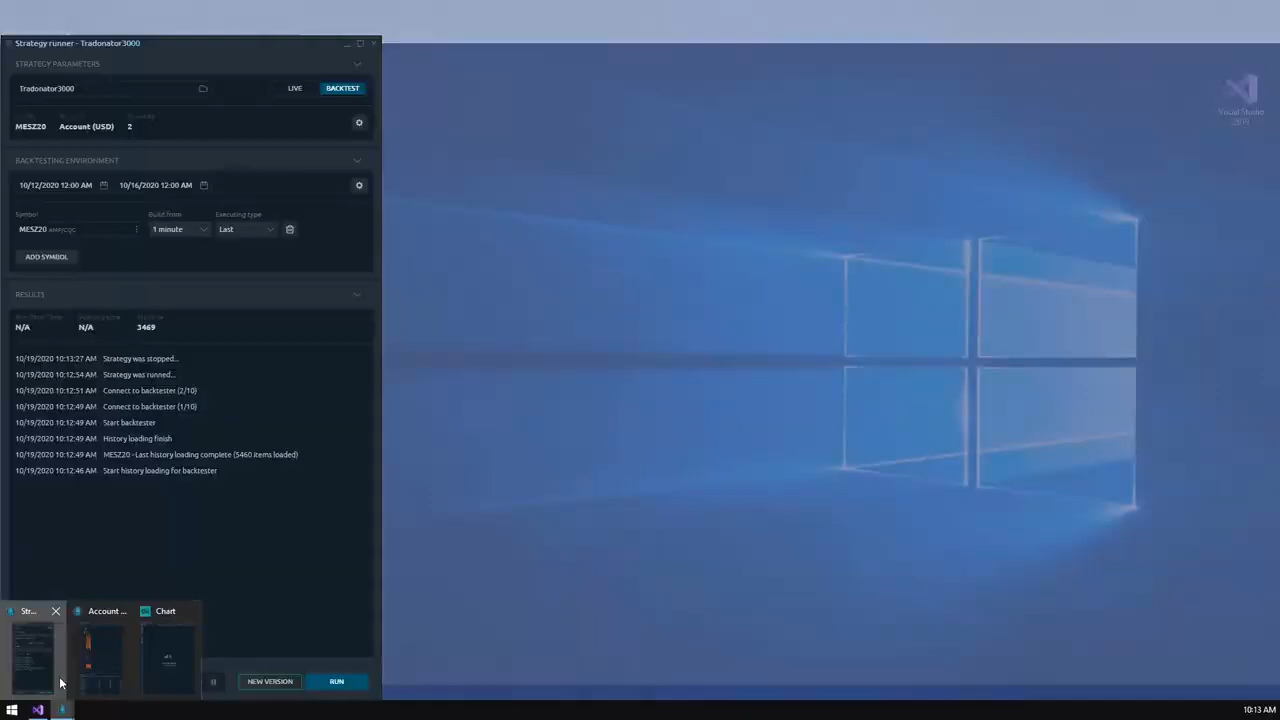 Strategy runner - Tradonator3000
STRATEGY PARAMETERS
Tradonator3000
LIVE
BACKTEST
MESZ20
Account (USD)
2
BACKTESTING ENVIRONMENT
10/12/2020 12:00 AM
10/16/2020 12:00 AM
Symbol
Build from
Executing type
MESZ20 AMP/CQG
1 minute
Last
ADD SYMBOL
RESULTS
N/A
N/A
3469
10/19/2020 10:13:27 AM Strategy was stopped...
10/19/2020 10:12:54 AM Strategy was runned...
10/19/2020 10:12:51 AM Connect to backtester (2/10)
10/19/2020 10:12:49 AM Connect to backtester (1/10)
10/19/2020 10:12:49 AM Start backtester
10/19/2020 10:12:49 AM History loading finish
10/19/2020 10:12:49 AM MESZ20 - Last history loading complete (5460 items loaded)
10/19/2020 10:12:46 AM Start history loading for backtester
Str...
Account ...
Chart
NEW VERSION
RUN
Visual Studio
2019
10:13 AM